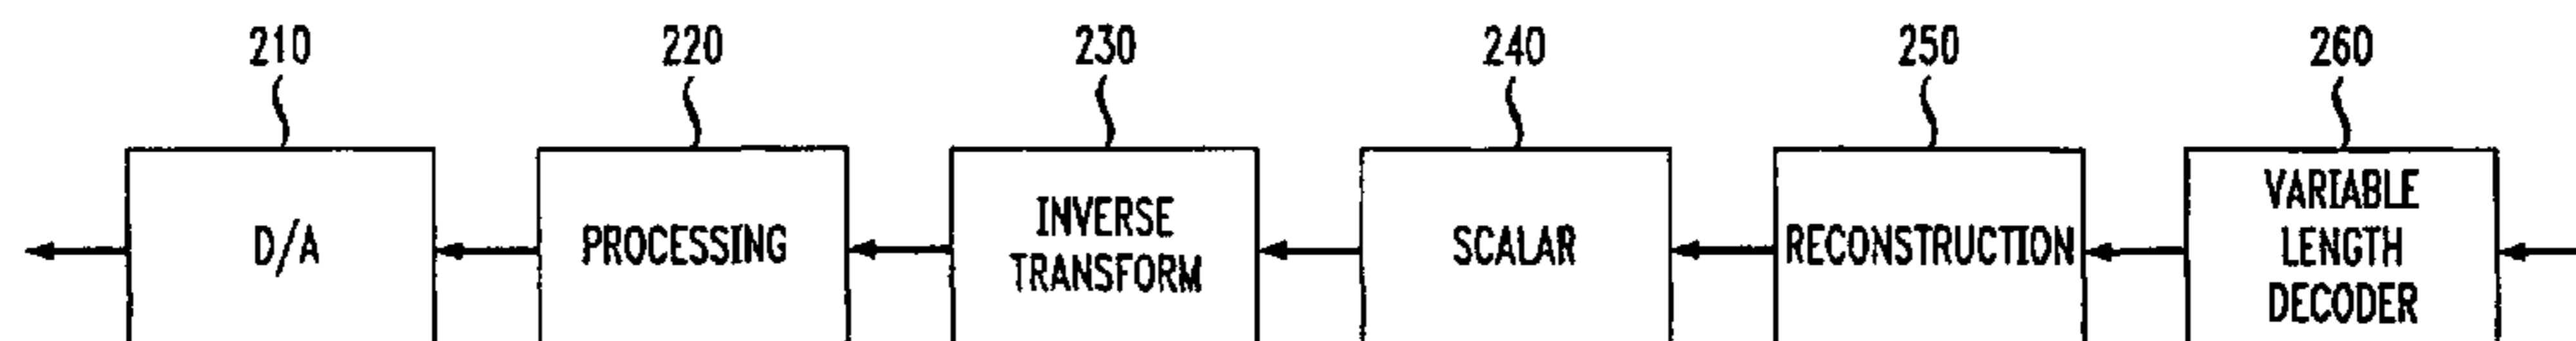 210
220
230
240
250
260
D/A
PROCESSING
INVERSE
TRANSFORM
SCALAR
RECONSTRUCTION
VARIABLE
LENGTH
DECODER